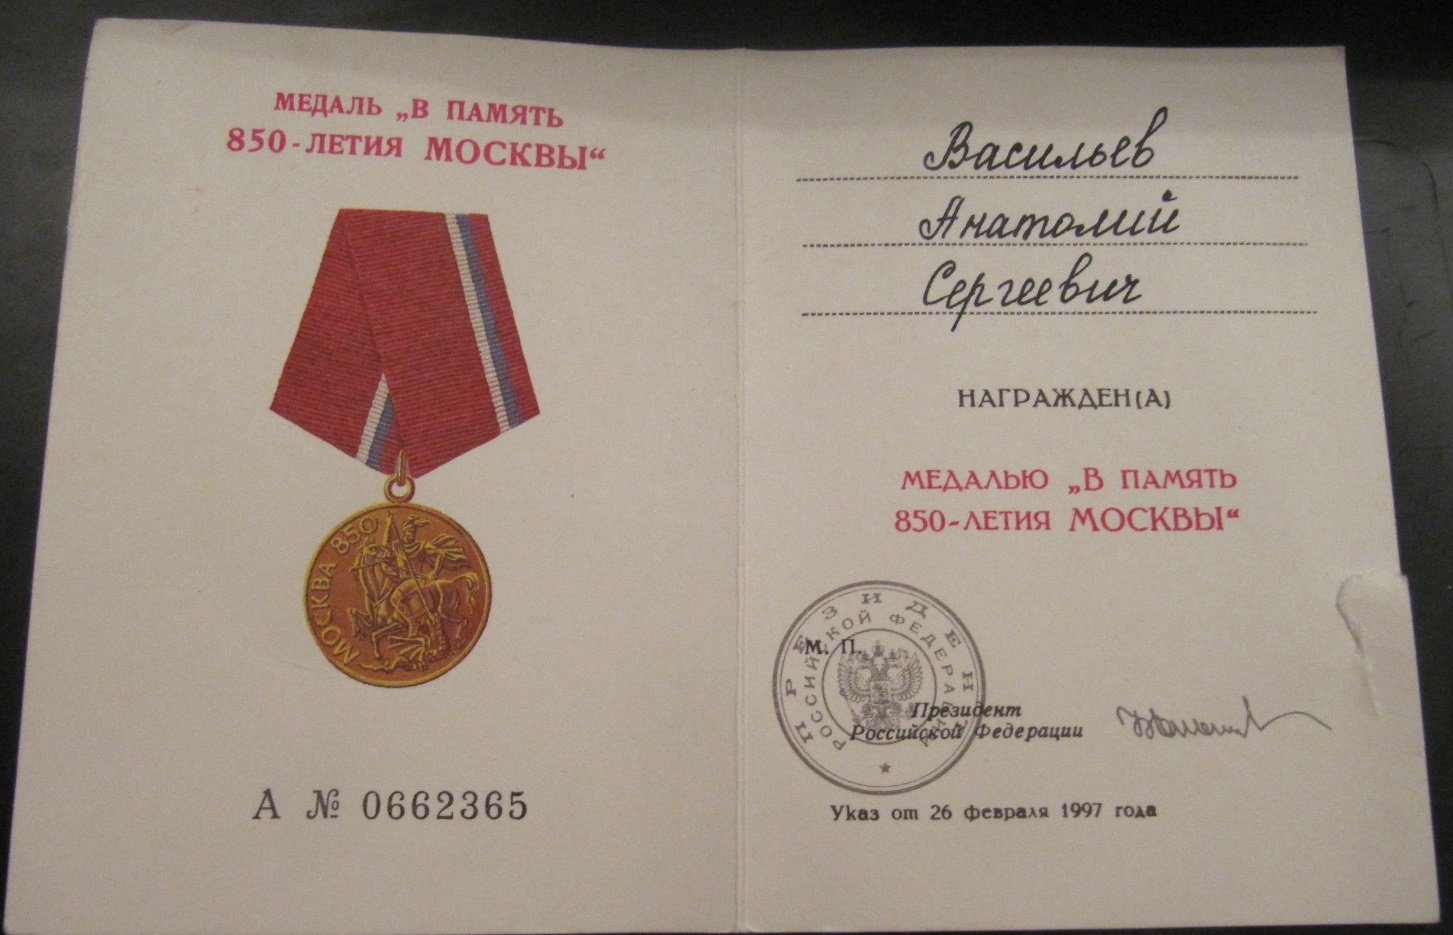 МЕДАЛЬ „В ПАМЯТЬ
850-ЛЕТИЯ МОСКВЫ“
МОСКВА 850
А № 0662365
Васильев
Анатолий
Сергеевич
НАГРАЖДЕН(А)
МЕДАЛЬЮ „В ПАМЯТЬ
850-ЛЕТИЯ МОСКВЫ“
ПРЕЗИДЕНТ
РОССИЙСКОЙ ФЕДЕРАЦИИ
М. П.
Президент
Российской Федерации
Указ от 26 февраля 1997 года